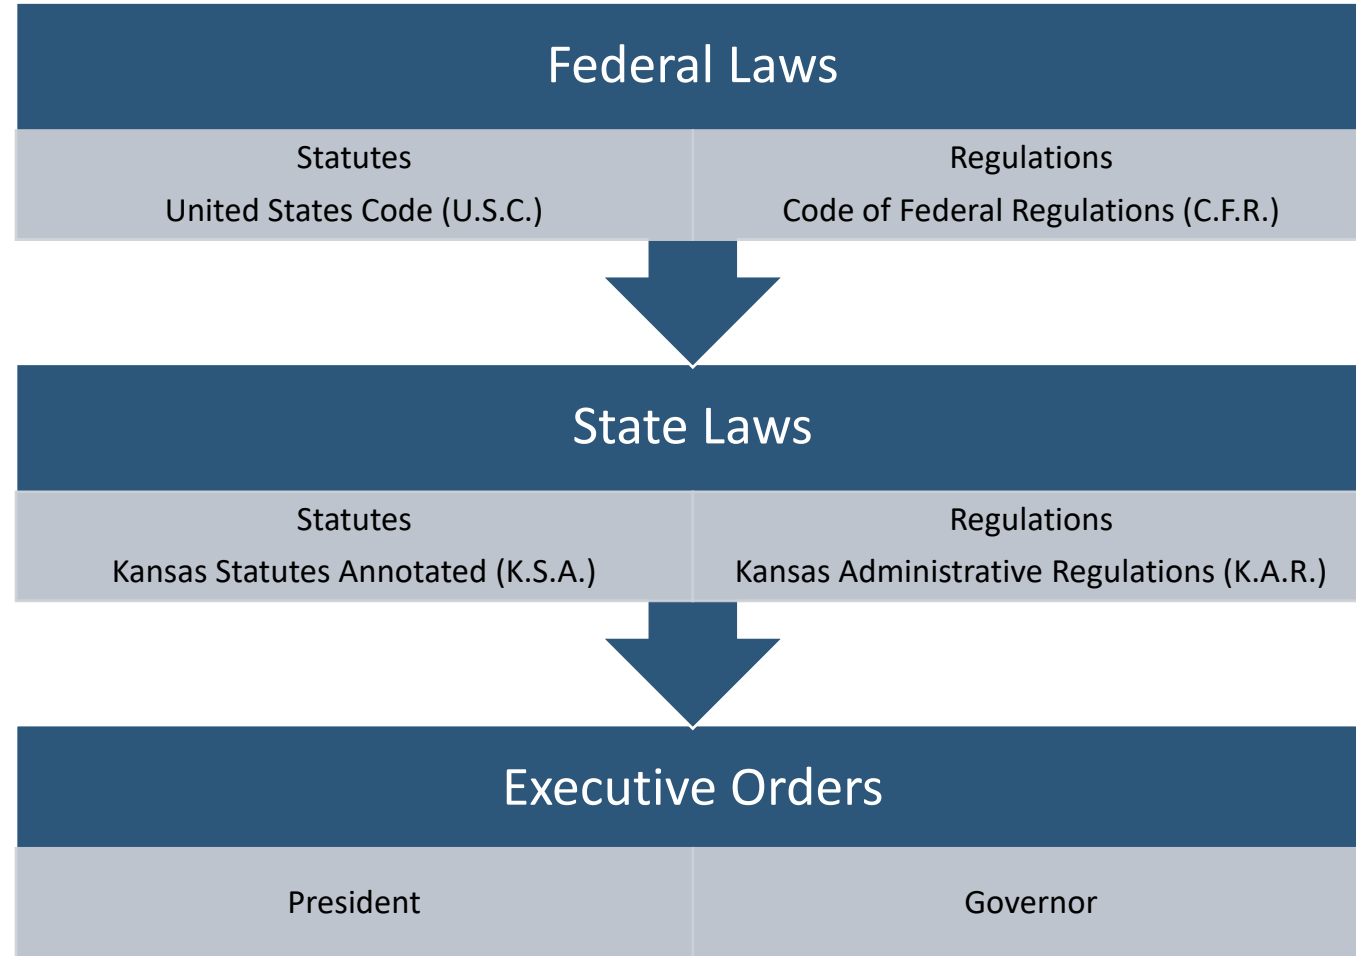 Federal Laws
Statutes
United States Code (U.S.C.)
Regulations
Code of Federal Regulations (C.F.R.)
State Laws
Statutes
Kansas Statutes Annotated (K.S.A.)
Regulations
Kansas Administrative Regulations (K.A.R.)
Executive Orders
President
Governor